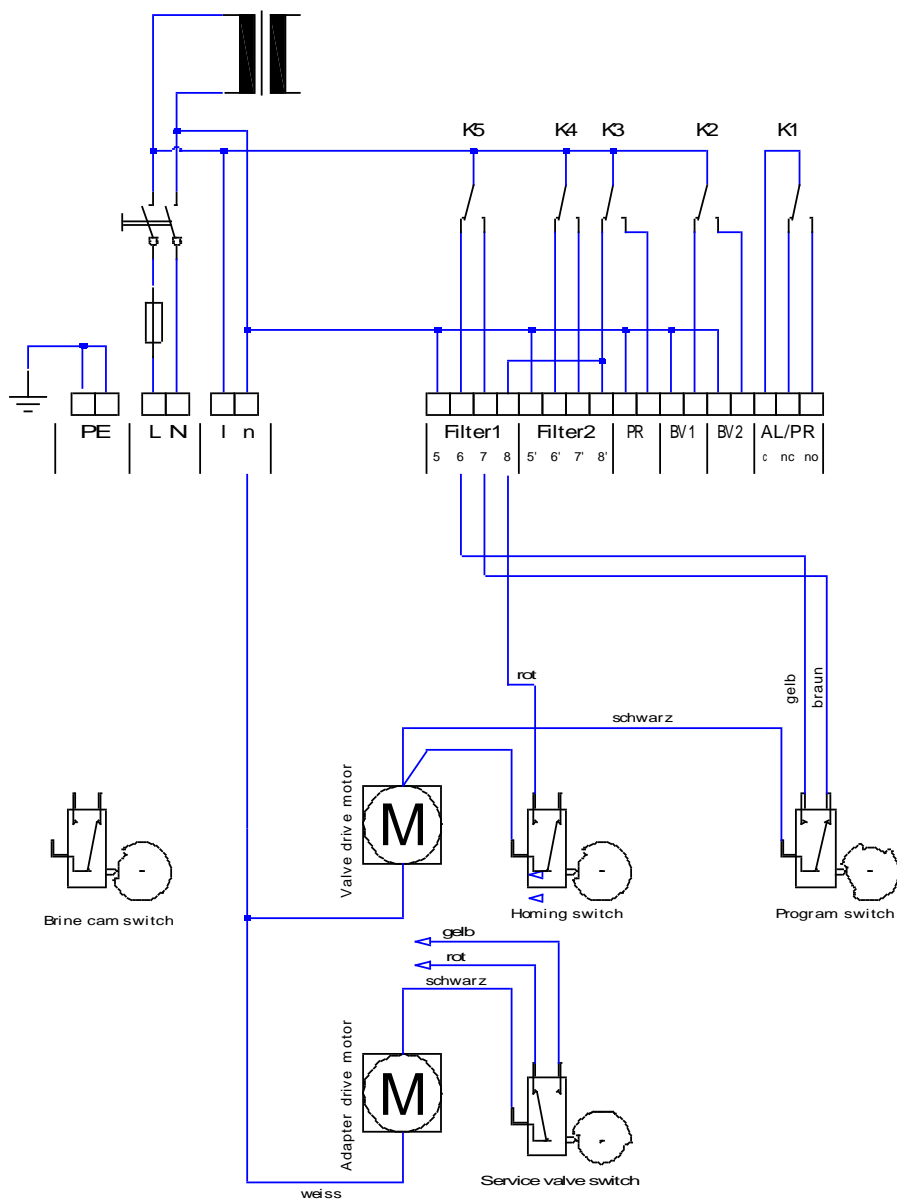 K5 K4 K3 K2 K1
PE L N l n Filter1 Filter2 PR BV1 BV2 AL/PR
5 6 7 8 5' 6' 7' 8' c nc no
gelb
braun
rot
schwarz
Valve drive motor
M
Brine cam switch
Homing switch
Program switch
gelb
rot
schwarz
Adapter drive motor
M
Service valve switch
weiss